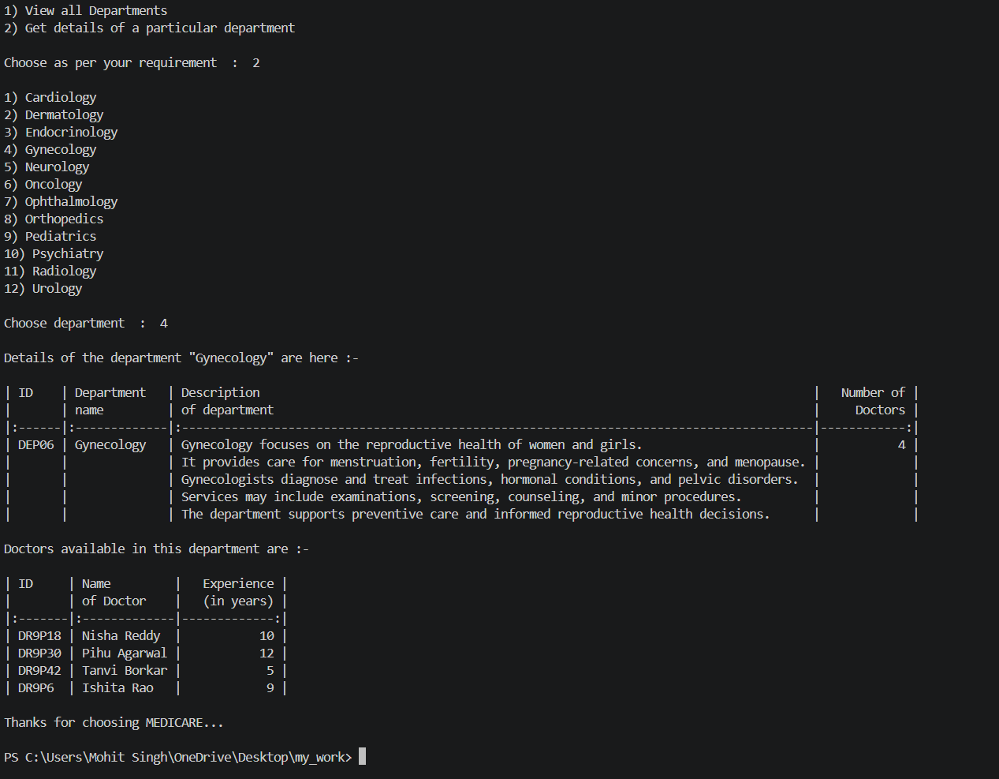 1) View all Departments
2) Get details of a particular department
Choose as per your requirement  :  2
1) Cardiology
2) Dermatology
3) Endocrinology
4) Gynecology
5) Neurology
6) Oncology
7) Ophthalmology
8) Orthopedics
9) Pediatrics
10) Psychiatry
11) Radiology
12) Urology
Choose department  :  4
Details of the department "Gynecology" are here :-
| ID    | Department   | Description                                                                              |   Number of |
|       | name         | of department                                                                            |     Doctors |
|:------|:-------------|:-----------------------------------------------------------------------------------------|------------:|
| DEP06 | Gynecology   | Gynecology focuses on the reproductive health of women and girls.                        |           4 |
|       |              | It provides care for menstruation, fertility, pregnancy-related concerns, and menopause. |             |
|       |              | Gynecologists diagnose and treat infections, hormonal conditions, and pelvic disorders.  |             |
|       |              | Services may include examinations, screening, counseling, and minor procedures.          |             |
|       |              | The department supports preventive care and informed reproductive health decisions.      |             |
Doctors available in this department are :-
| ID     | Name         |   Experience |
|        | of Doctor    |   (in years) |
|:-------|:-------------|-------------:|
| DR9P18 | Nisha Reddy  |           10 |
| DR9P30 | Pihu Agarwal |           12 |
| DR9P42 | Tanvi Borkar |            5 |
| DR9P6  | Ishita Rao   |            9 |
Thanks for choosing MEDICARE...
PS C:\Users\Mohit Singh\OneDrive\Desktop\my_work>